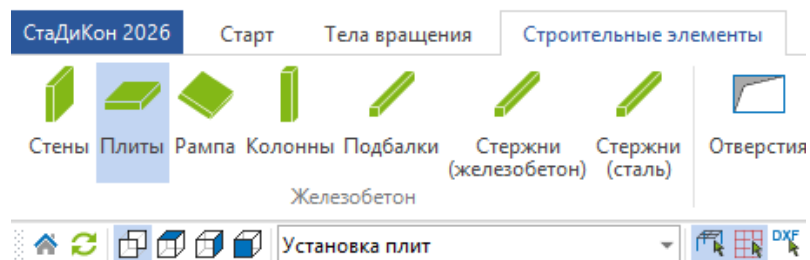 СтаДиКон 2026 Старт Тела вращения Строительные элементы
Стены Плиты Рампа Колонны Подбалки Стержни (железобетон) Стержни (сталь) Отверстия
Железобетон
Установка плит DXF